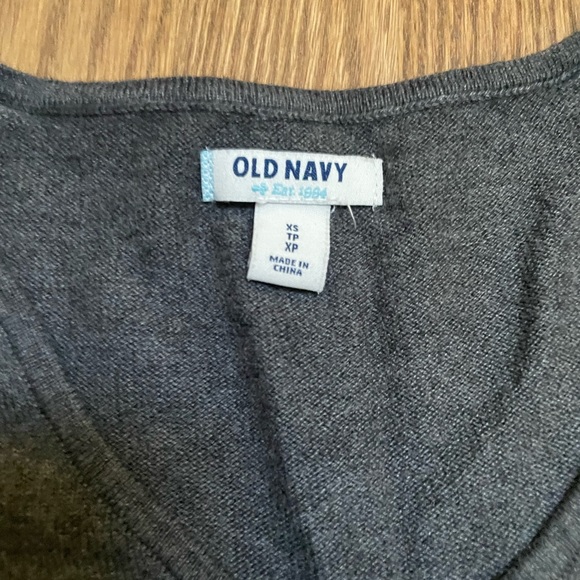 OLD NAVY
Est. 1994
XS
TP
XP
MADE IN
CHINA